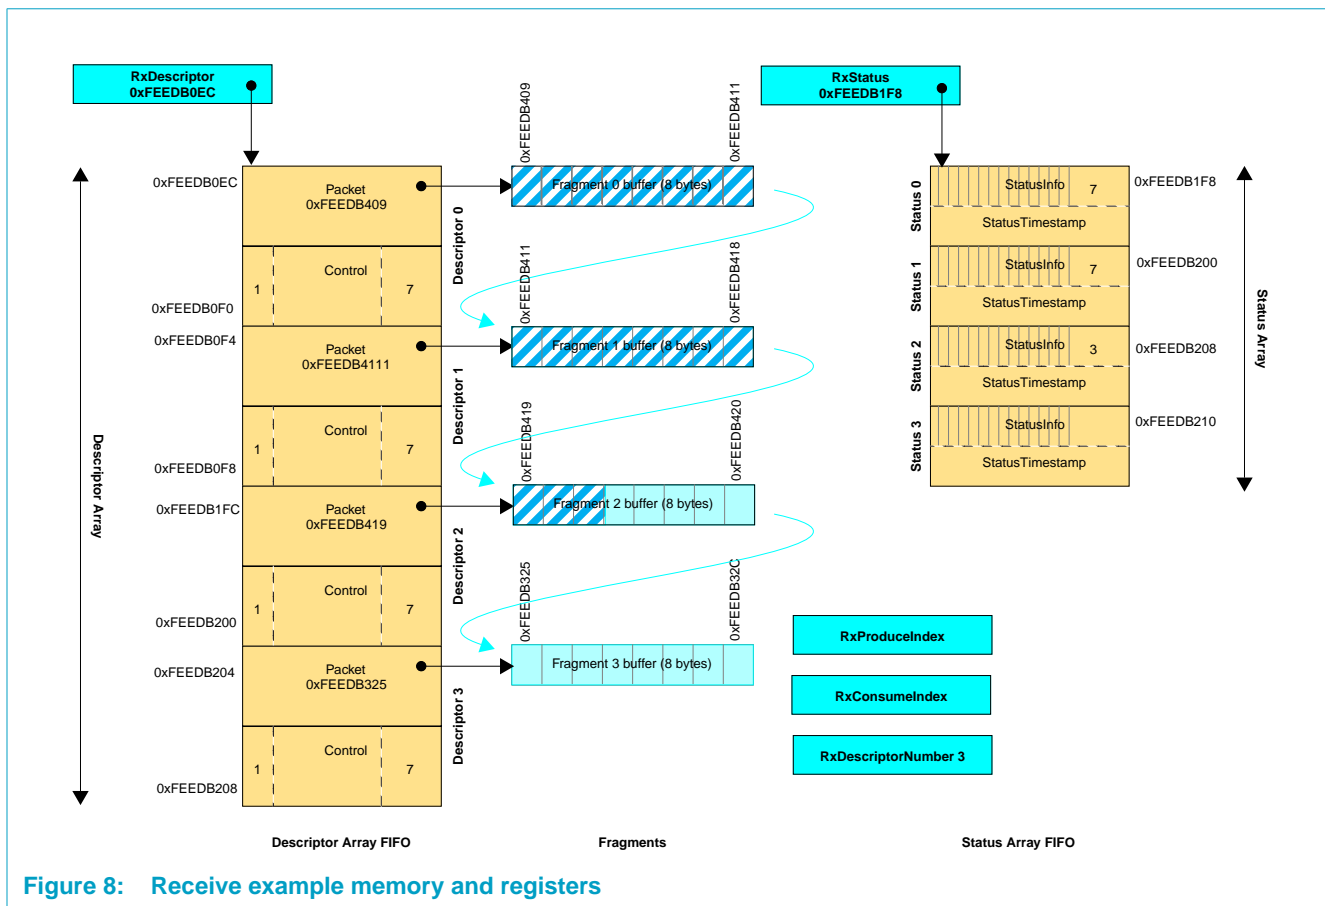 RxDescriptor
0xFEEDB0EC
RxStatus
0xFEEDB1F8
0xFEEDB409
0xFEEDB411
0xFEEDB0EC
Packet
0xFEEDB409
Descriptor 0
Fragment 0 buffer (8 bytes)
1
Control
7
0xFEEDB0F0
0xFEEDB411
0xFEEDB418
0xFEEDB0F4
Packet
0xFEEDB4111
Descriptor 1
Fragment 1 buffer (8 bytes)
1
Control
7
0xFEEDB0F8
0xFEEDB419
0xFEEDB420
0xFEEDB1FC
Packet
0xFEEDB419
Descriptor 2
Fragment 2 buffer (8 bytes)
1
Control
7
0xFEEDB200
0xFEEDB325
0xFEEDB32C
0xFEEDB204
Packet
0xFEEDB325
Descriptor 3
Fragment 3 buffer (8 bytes)
1
Control
7
0xFEEDB208
Descriptor Array
Status 0
StatusInfo
7
0xFEEDB1F8
StatusTimestamp
Status 1
StatusInfo
7
0xFEEDB200
StatusTimestamp
Status 2
StatusInfo
3
0xFEEDB208
StatusTimestamp
Status 3
StatusInfo
0xFEEDB210
StatusTimestamp
Status Array
RxProduceIndex
RxConsumeIndex
RxDescriptorNumber 3
Descriptor Array FIFO
Fragments
Status Array FIFO
Figure 8: Receive example memory and registers